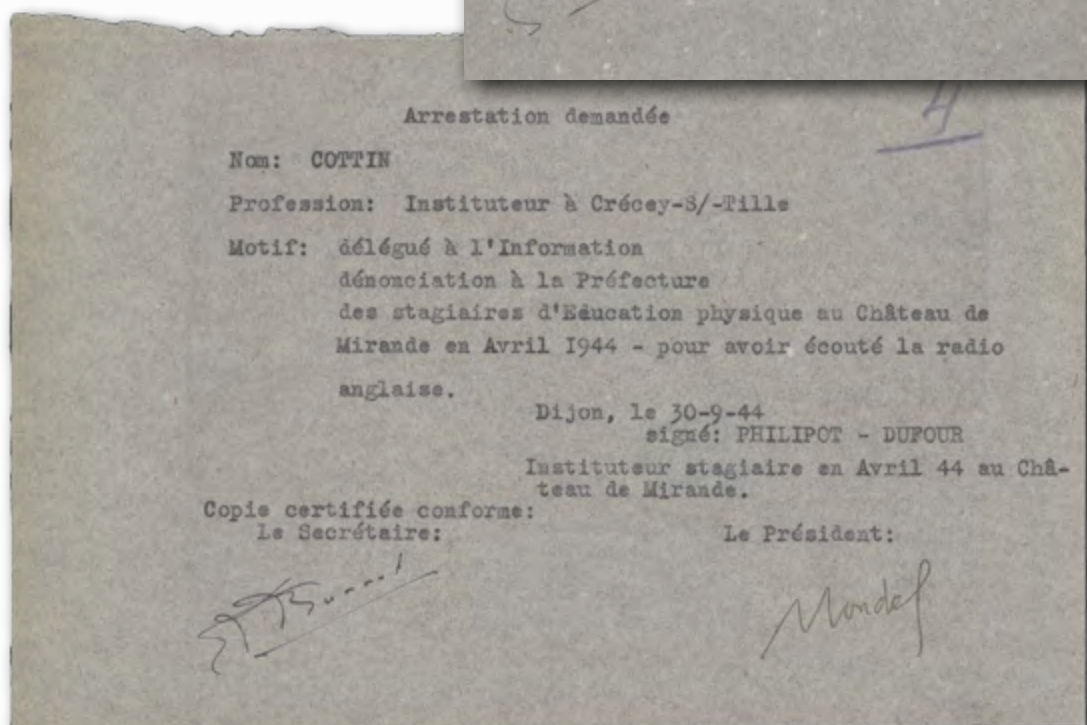 Arrestation demandée
4
Nom: COTTIN
Profession: Instituteur à Crécey-S/-Tille
Motif: délégué à l'Information
dénonciation à la Préfecture
des stagiaires d'Education physique au Château de
Mirande en Avril I944 - pour avoir écouté la radio
anglaise.
Dijon, le 30-9-44
signé: PHILIPOT - DUFOUR
Instituteur stagiaire en Avril 44 au Châ-
teau de Mirande.
Copie certifiée conforme:
Le Secrétaire:
Le Président: